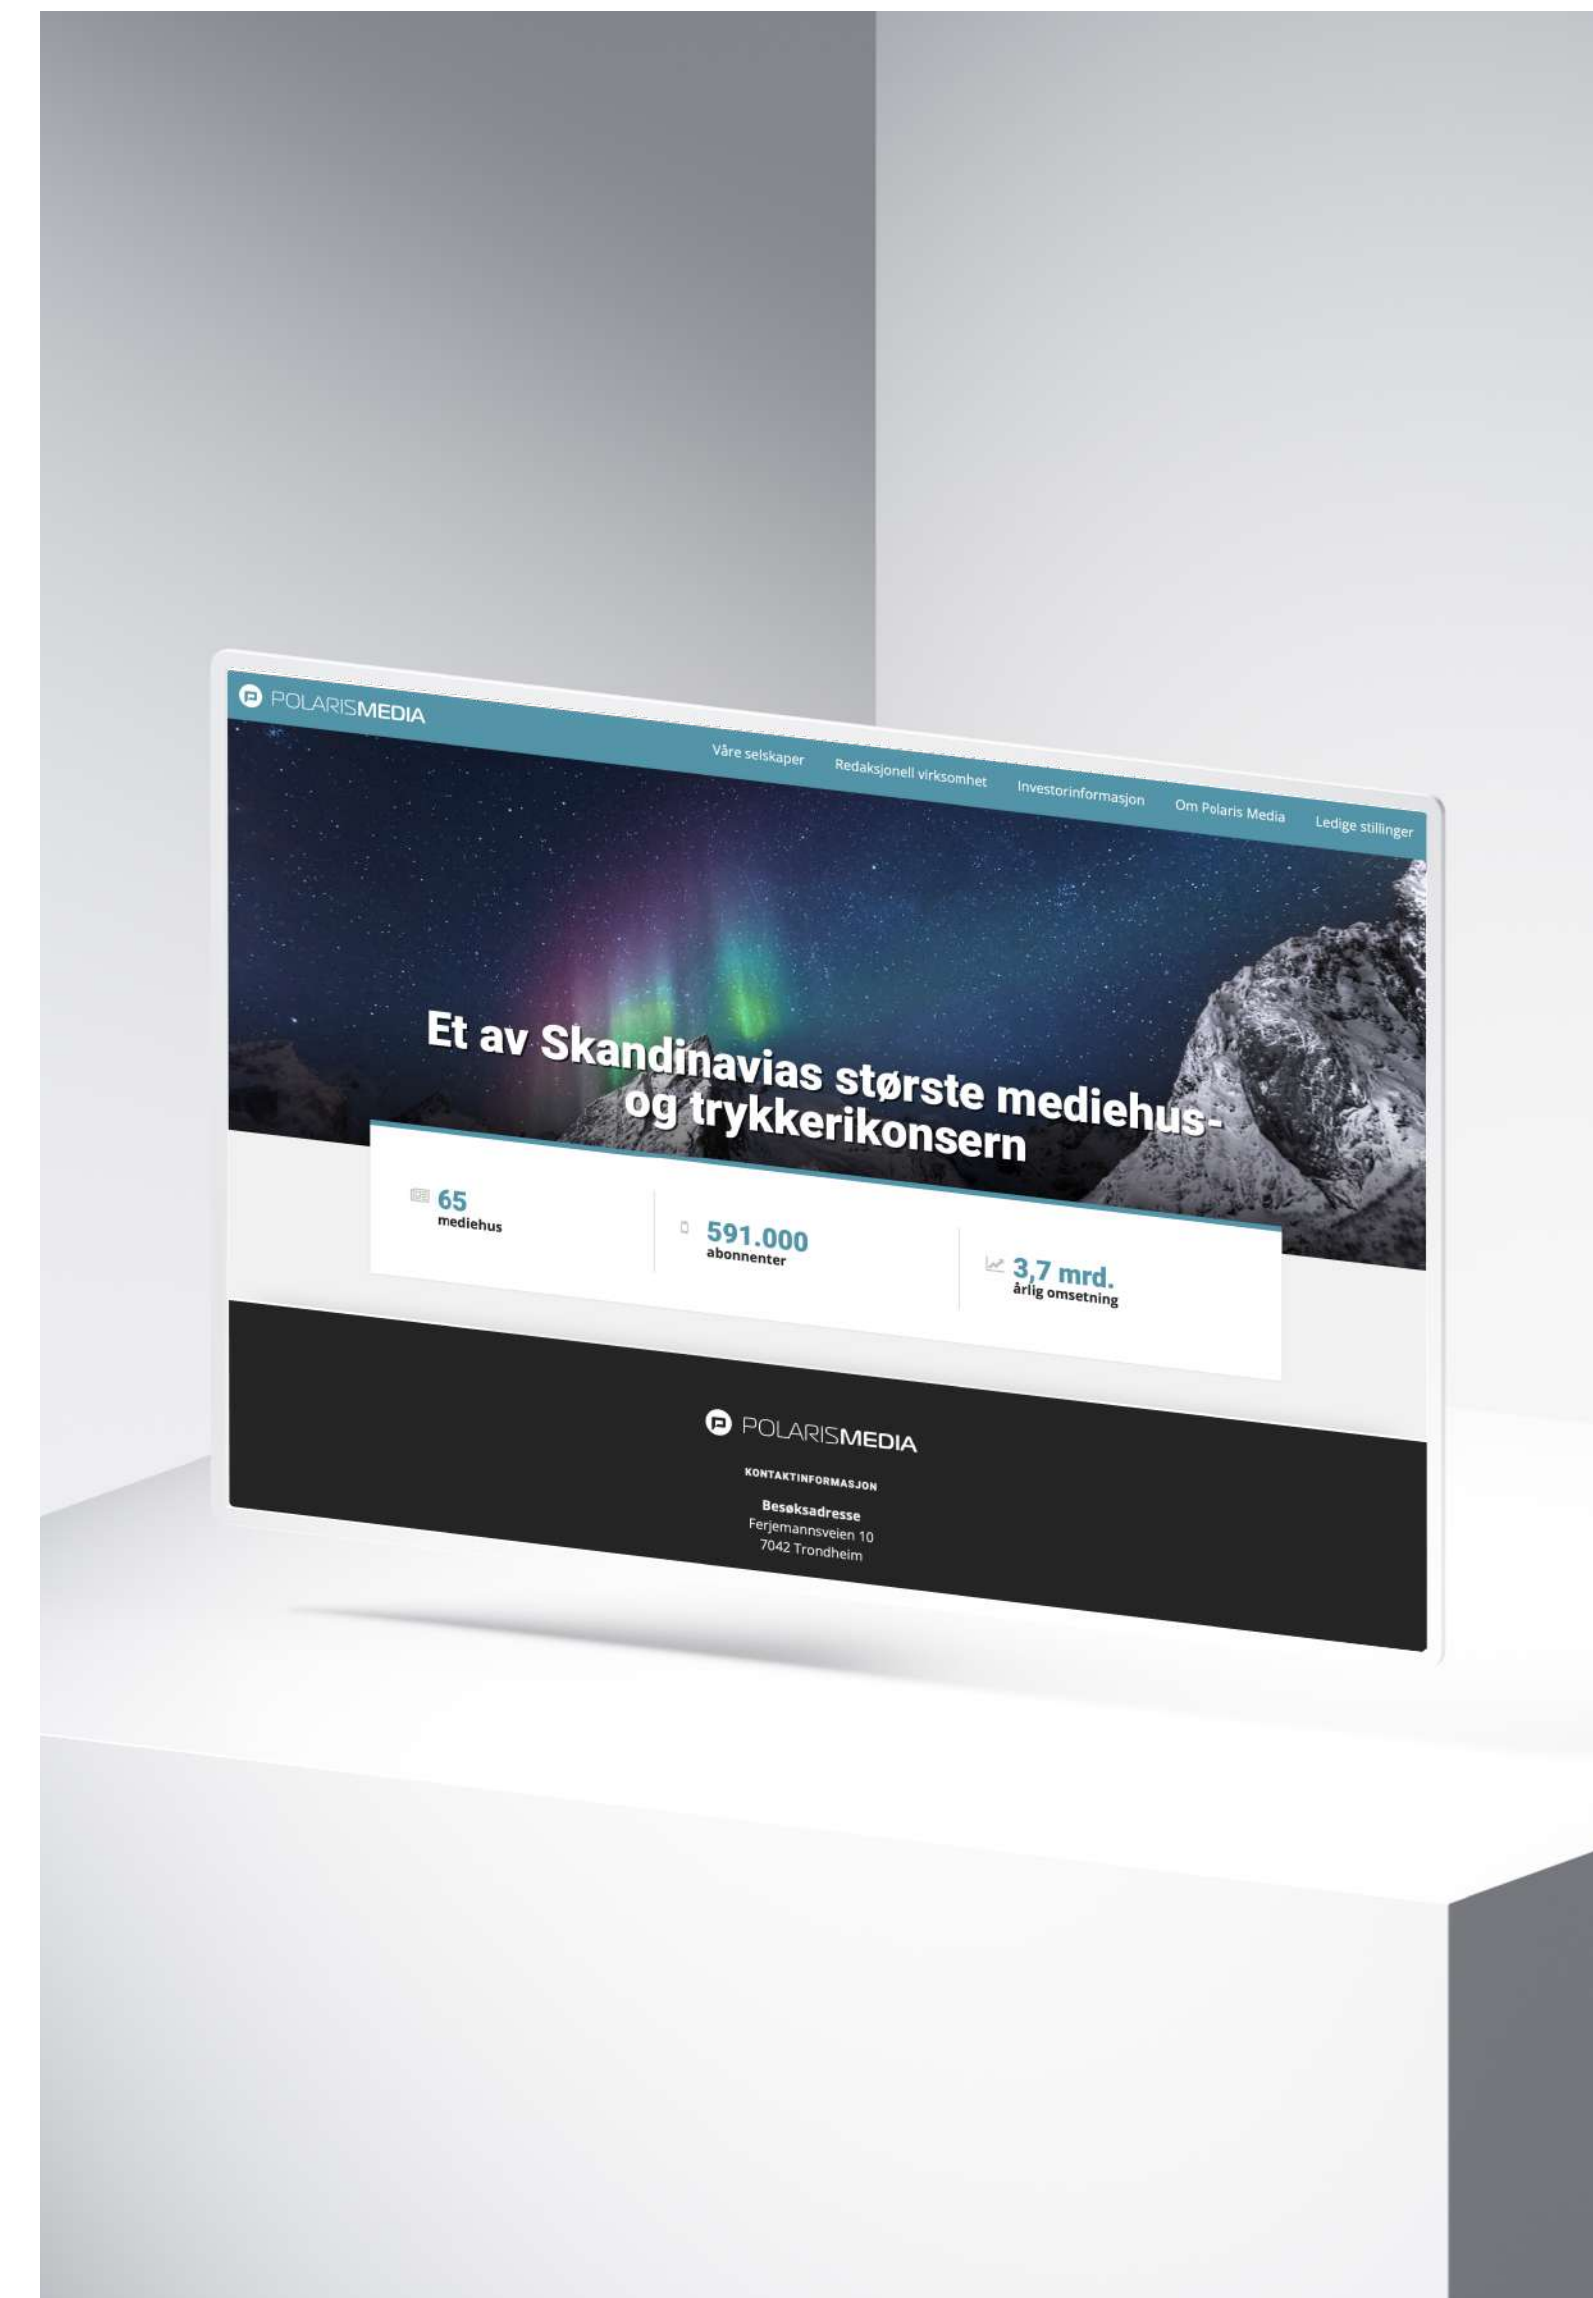 POLARISMEDIA
Våre selskaper Redaksjonell virksomhet Investorinformasjon Om Polaris Media Ledige stillinger
Et av Skandinavias største mediehus-
og trykkerikonsern
65
mediehus
591.000
abonnenter
3,7 mrd.
årlig omsetning
POLARISMEDIA
KONTAKTINFORMASJON
Besøksadresse
Ferjemannsveien 10
7042 Trondheim